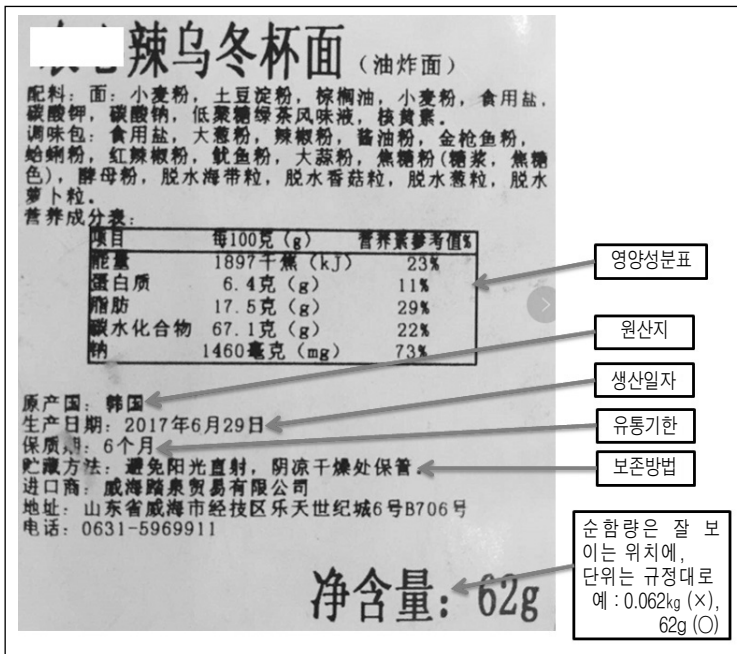 辣乌冬杯面（油炸面）
配料：面：小麦粉，土豆淀粉，棕榈油，小麦粉，食用盐，
碳酸钾，碳酸钠，低聚糖绿茶风味液，核黄素。
调味包：食用盐，大葱粉，辣椒粉，酱油粉，金枪鱼粉，
蛤蜊粉，红辣椒粉，鱿鱼粉，大蒜粉，焦糖粉(糖浆，焦糖
色)，酵母粉，脱水海带粒，脱水香菇粒，脱水葱粒，脱水
萝卜粒。
营养成分表：
项目 每100克（g） 营养素参考值%
能量 1897千焦（kJ） 23%
蛋白质 6.4克（g） 11%
脂肪 17.5克（g） 29%
碳水化合物 67.1克（g） 22%
钠 1460毫克（mg） 73%
原产国：韩国
生产日期：2017年6月29日
保质期：6个月
贮藏方法：避免阳光直射，阴凉干燥处保管。
进口商：威海踏泉贸易有限公司
地址：山东省威海市经技区乐天世纪城6号B706号
电话：0631-5969911
净含量：62g
영양성분표
원산지
생산일자
유통기한
보존방법
순함량은 잘 보
이는 위치에,
단위는 규정대로
예 : 0.062kg (×),
62g (○)